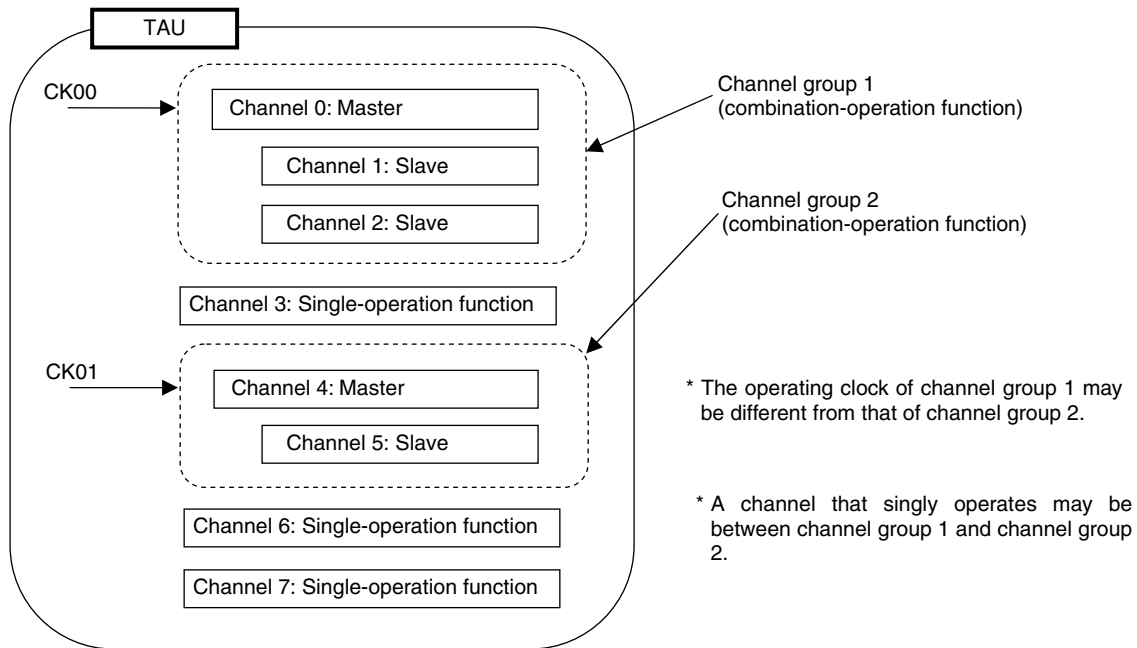 TAU
CK00
Channel 0: Master
Channel 1: Slave
Channel 2: Slave
Channel group 1
(combination-operation function)
Channel group 2
(combination-operation function)
Channel 3: Single-operation function
CK01
Channel 4: Master
Channel 5: Slave
* The operating clock of channel group 1 may
be different from that of channel group 2.
Channel 6: Single-operation function
Channel 7: Single-operation function
* A channel that singly operates may be
between channel group 1 and channel group
2.